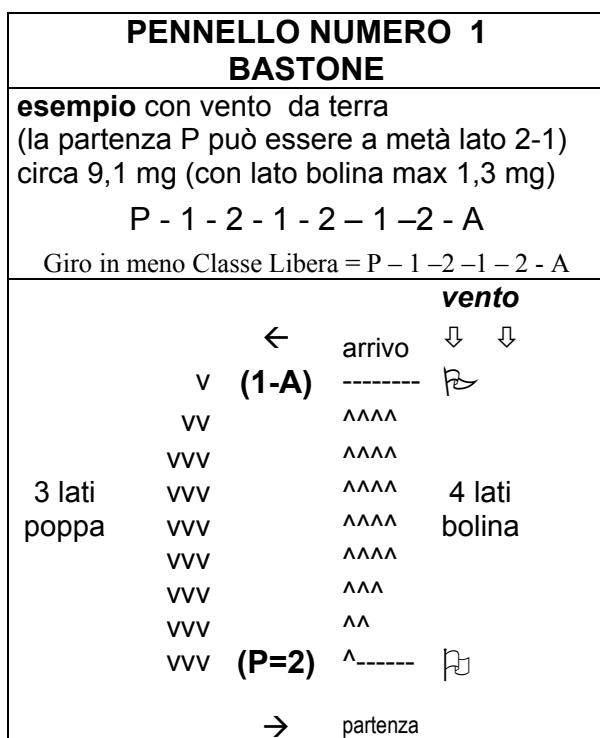 PENNELLO NUMERO 1
BASTONE
esempio con vento da terra
(la partenza P può essere a metà lato 2-1)
circa 9,1 mg (con lato bolina max 1,3 mg)
P - 1 - 2 - 1 - 2 – 1 –2 - A
Giro in meno Classe Libera = P – 1 –2 –1 – 2 - A
vento
← arrivo ⇩ ⇩
v (1-A) --------
vv ^^^^
vvv ^^^^
3 lati vvv ^^^^ 4 lati
poppa vvv ^^^^ bolina
vvv ^^^^
vvv ^^^
vvv ^^
vvv (P=2) ^------
→ partenza